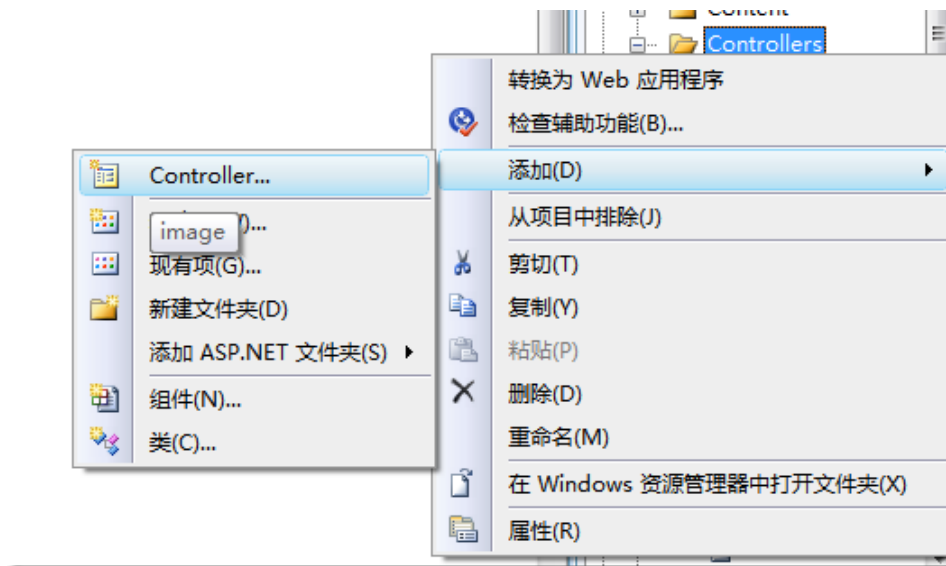 Content
Controllers
转换为 Web 应用程序
检查辅助功能(B)...
添加(D)
从项目中排除(J)
剪切(T)
复制(Y)
粘贴(P)
删除(D)
重命名(M)
在 Windows 资源管理器中打开文件夹(X)
属性(R)
Controller...
image
现有项(G)...
新建文件夹(D)
添加 ASP.NET 文件夹(S)
组件(N)...
类(C)...